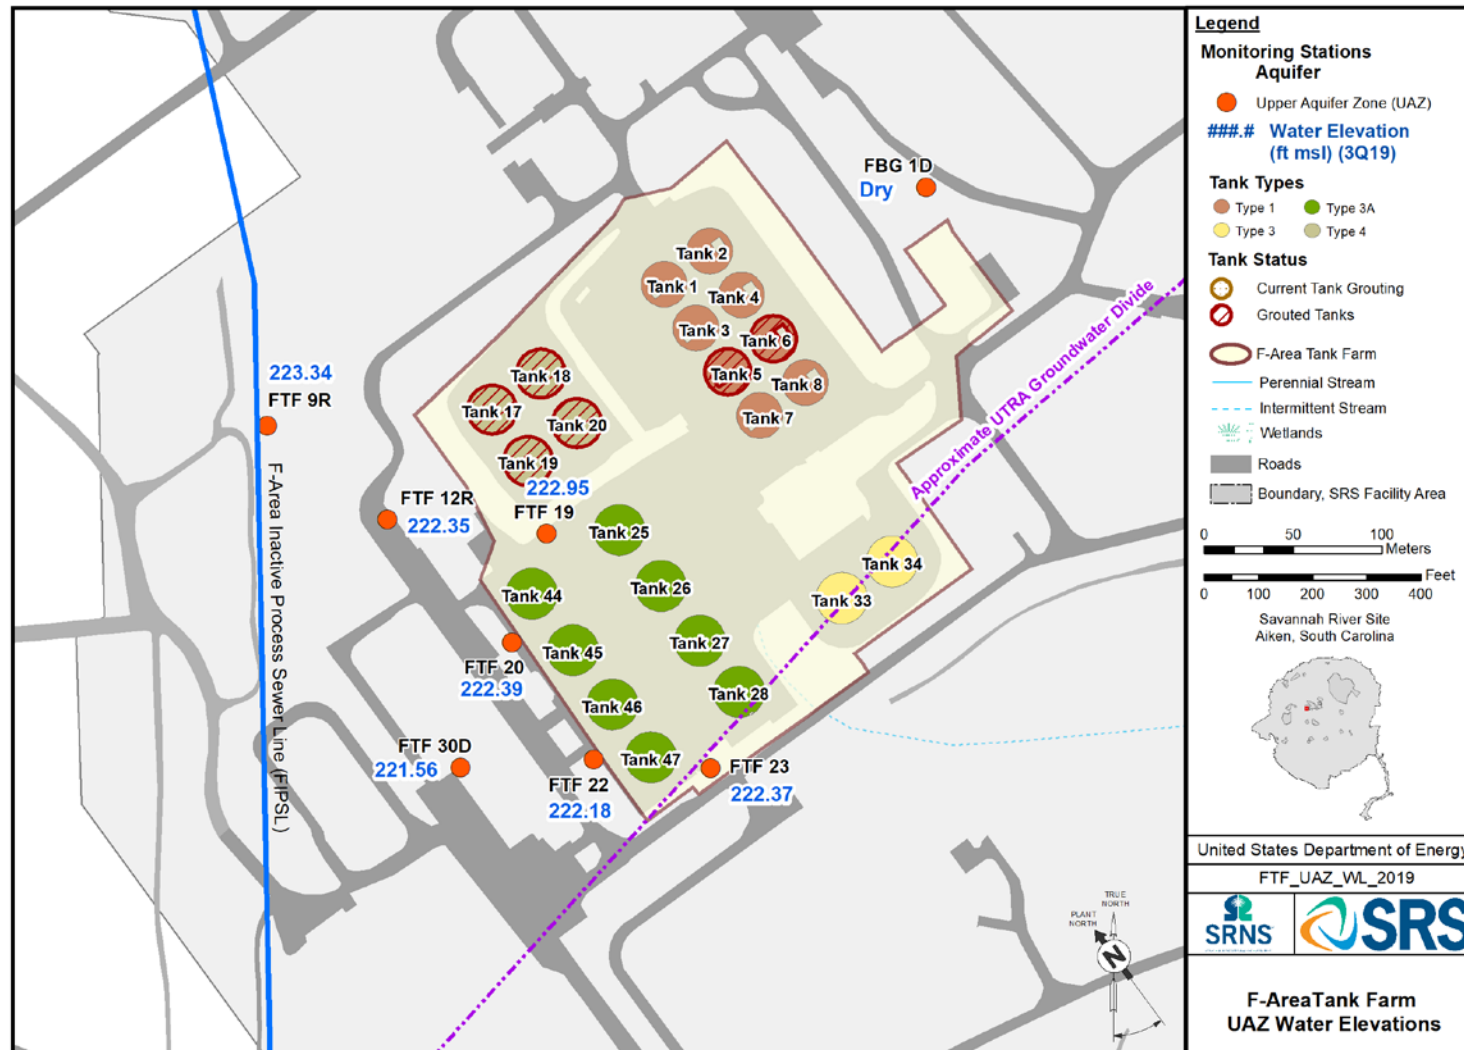 FBG 1D
Dry
Tank 2
Tank 1
Tank 4
Tank 3
Tank 6
Tank 5
Tank 8
Tank 7
Approximate UTRA Groundwater Divide
223.34
FTF 9R
Tank 18
Tank 17
Tank 20
Tank 19
222.95
FTF 19
FTF 12R
222.35
F-Area Inactive Process Sewer Line (FIPSL)
Tank 25
Tank 26
Tank 44
Tank 34
Tank 33
Tank 27
Tank 45
FTF 20
222.39
Tank 28
Tank 46
FTF 30D
221.56
Tank 47
FTF 22
222.18
FTF 23
222.37
TRUE
NORTH
PLANT
NORTH
N
Legend
Monitoring Stations
Aquifer
Upper Aquifer Zone (UAZ)
###.# Water Elevation
(ft msl) (3Q19)
Tank Types
Type 1 Type 3A
Type 3 Type 4
Tank Status
Current Tank Grouting
Grouted Tanks
F-Area Tank Farm
Perennial Stream
Intermittent Stream
Wetlands
Roads
Boundary, SRS Facility Area
0 50 100
Meters
Feet
0 100 200 300 400
Savannah River Site
Aiken, South Carolina
United States Department of Energy
FTF_UAZ_WL_2019
SRNS
SRS
F-AreaTank Farm
UAZ Water Elevations